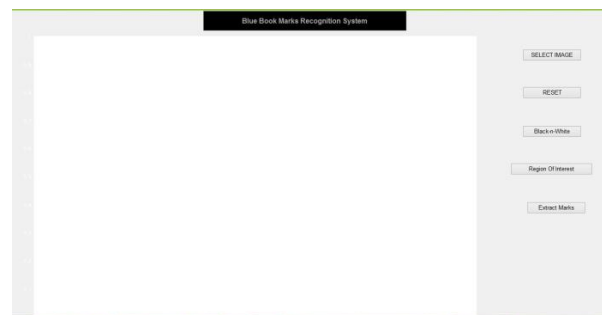 Blue Book Marks Recognition System
SELECT IMAGE
RESET
Black-n-White
Region Of Interest
Extract Marks